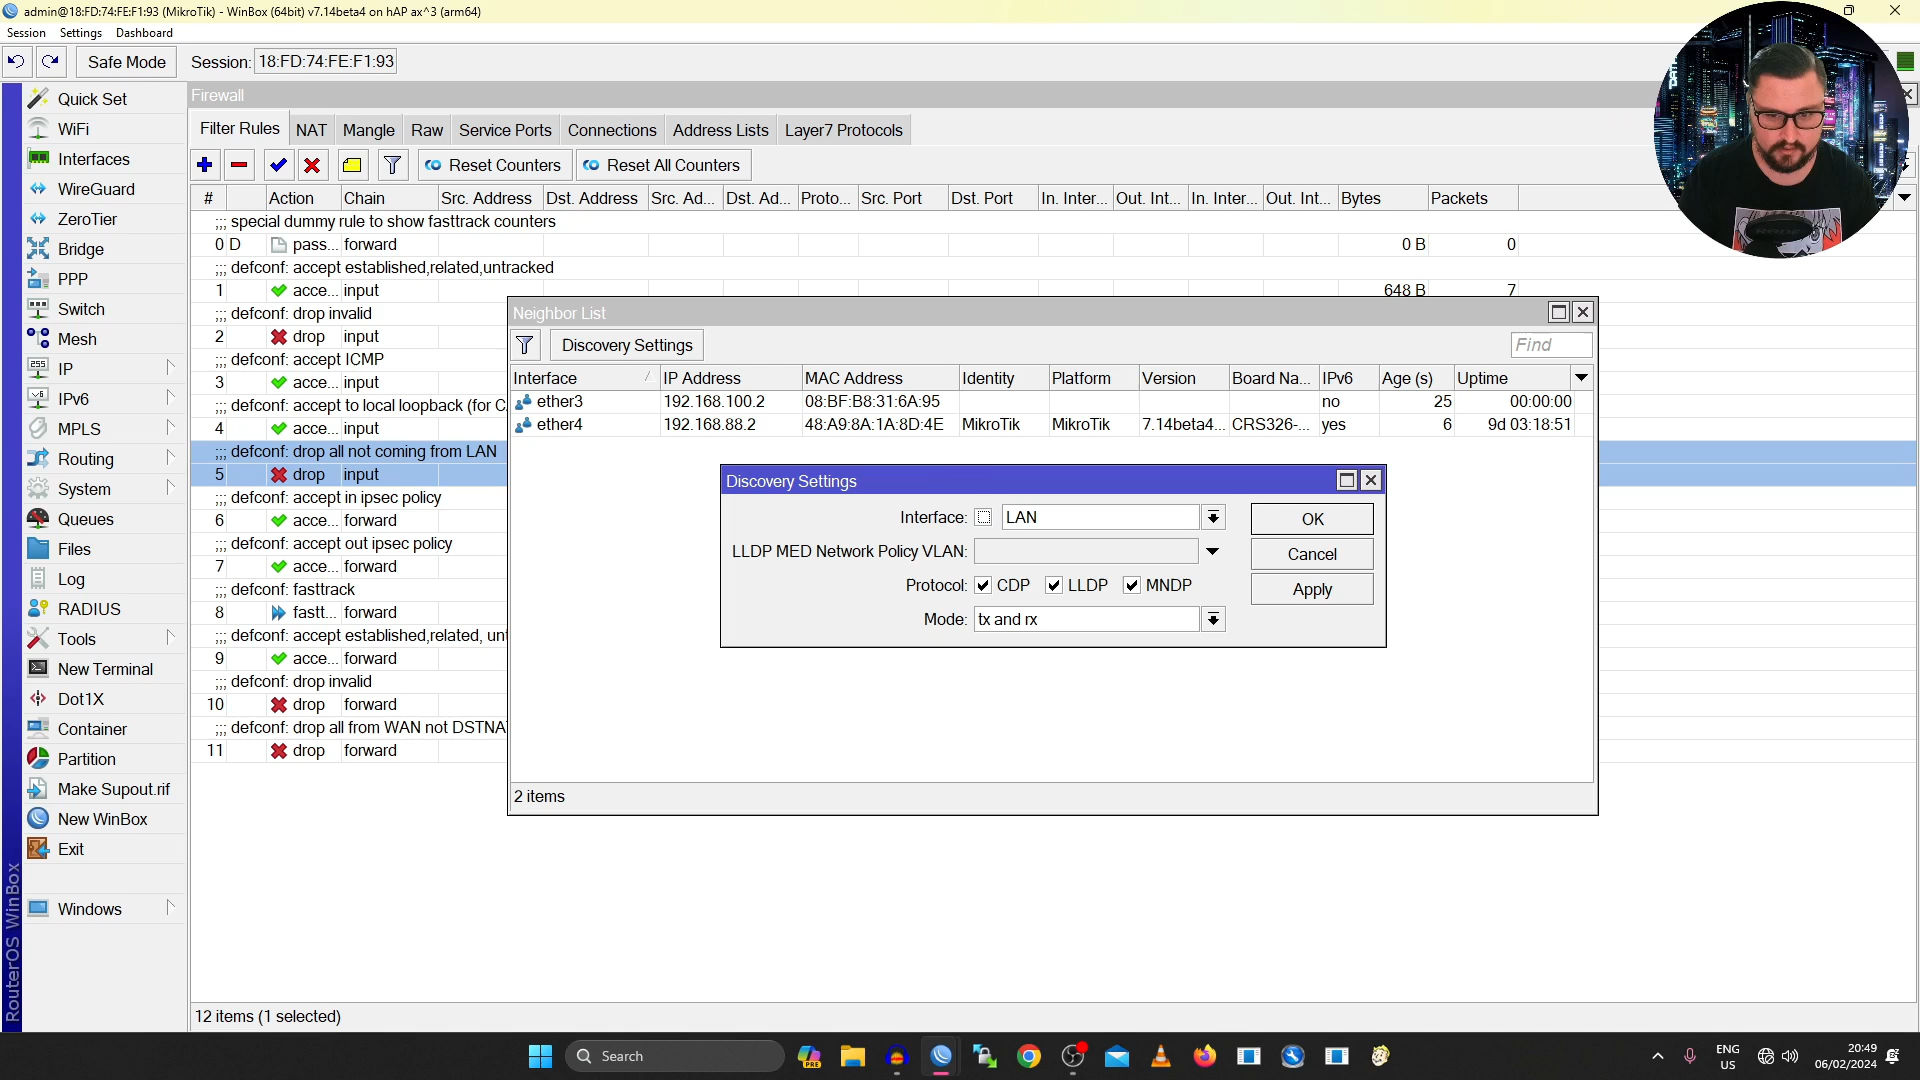 admin@18:FD:74:FE:F1:93 (MikroTik) - WinBox (64bit) v7.14beta4 on hAP ax^3 (arm64)
Session Settings Dashboard
Safe Mode Session: 18:FD:74:FE:F1:93
Quick Set
WiFi
Interfaces
WireGuard
ZeroTier
Bridge
PPP
Switch
Mesh
IP
IPv6
MPLS
Routing
System
Queues
Files
Log
RADIUS
Tools
New Terminal
Dot1X
Container
Partition
Make Supout.rif
New WinBox
Exit
Windows
RouterOS WinBox
Firewall
Filter Rules NAT Mangle Raw Service Ports Connections Address Lists Layer7 Protocols
Reset Counters Reset All Counters
# Action Chain Src. Address Dst. Address Src. Ad... Dst. Ad... Proto... Src. Port Dst. Port In. Inter... Out. Int... In. Inter... Out. Int... Bytes Packets
;;; special dummy rule to show fasttrack counters
0 D pass... forward 0 B 0
;;; defconf: accept established,related,untracked
1 acce... input 648 B 7
;;; defconf: drop invalid
2 drop input
;;; defconf: accept ICMP
3 acce... input
;;; defconf: accept to local loopback (for C
4 acce... input
;;; defconf: drop all not coming from LAN
5 drop input
;;; defconf: accept in ipsec policy
6 acce... forward
;;; defconf: accept out ipsec policy
7 acce... forward
;;; defconf: fasttrack
8 fastt... forward
;;; defconf: accept established,related, unt
9 acce... forward
;;; defconf: drop invalid
10 drop forward
;;; defconf: drop all from WAN not DSTNA
11 drop forward
12 items (1 selected)
Neighbor List
Discovery Settings Find
Interface IP Address MAC Address Identity Platform Version Board Na... IPv6 Age (s) Uptime
ether3 192.168.100.2 08:BF:B8:31:6A:95 no 25 00:00:00
ether4 192.168.88.2 48:A9:8A:1A:8D:4E MikroTik MikroTik 7.14beta4... CRS326-... yes 6 9d 03:18:51
2 items
Discovery Settings
Interface: LAN OK
LLDP MED Network Policy VLAN: Cancel
Protocol: CDP LLDP MNDP Apply
Mode: tx and rx
Search
PRE
ENG
US
20:49
06/02/2024